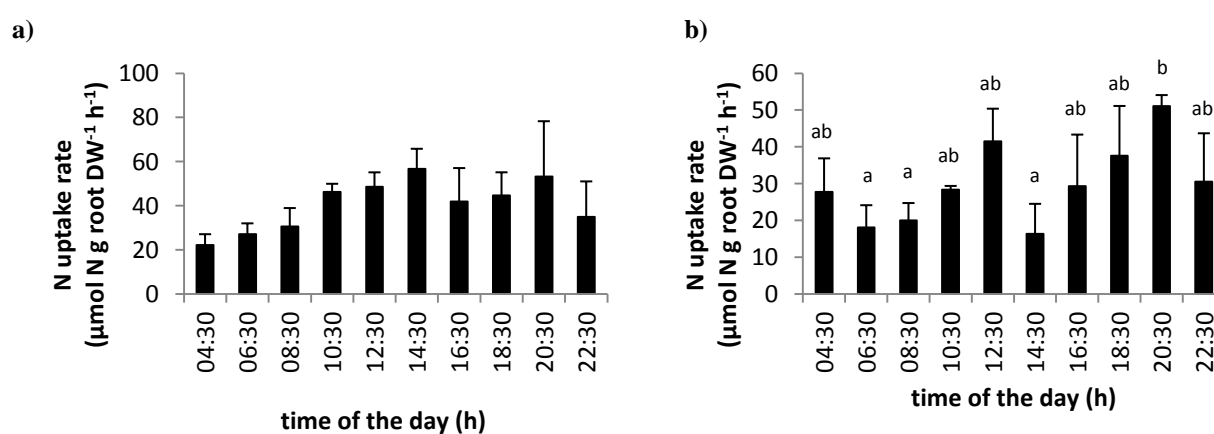 a)
N uptake rate
(µmol N g root DW⁻¹ h⁻¹)
100
80
60
40
20
0
04:30
06:30
08:30
10:30
12:30
14:30
16:30
18:30
20:30
22:30
time of the day (h)
b)
N uptake rate
(µmol N g root DW⁻¹ h⁻¹)
60
50
40
30
20
10
0
ab
a
a
ab
ab
a
ab
ab
b
ab
04:30
06:30
08:30
10:30
12:30
14:30
16:30
18:30
20:30
22:30
time of the day (h)